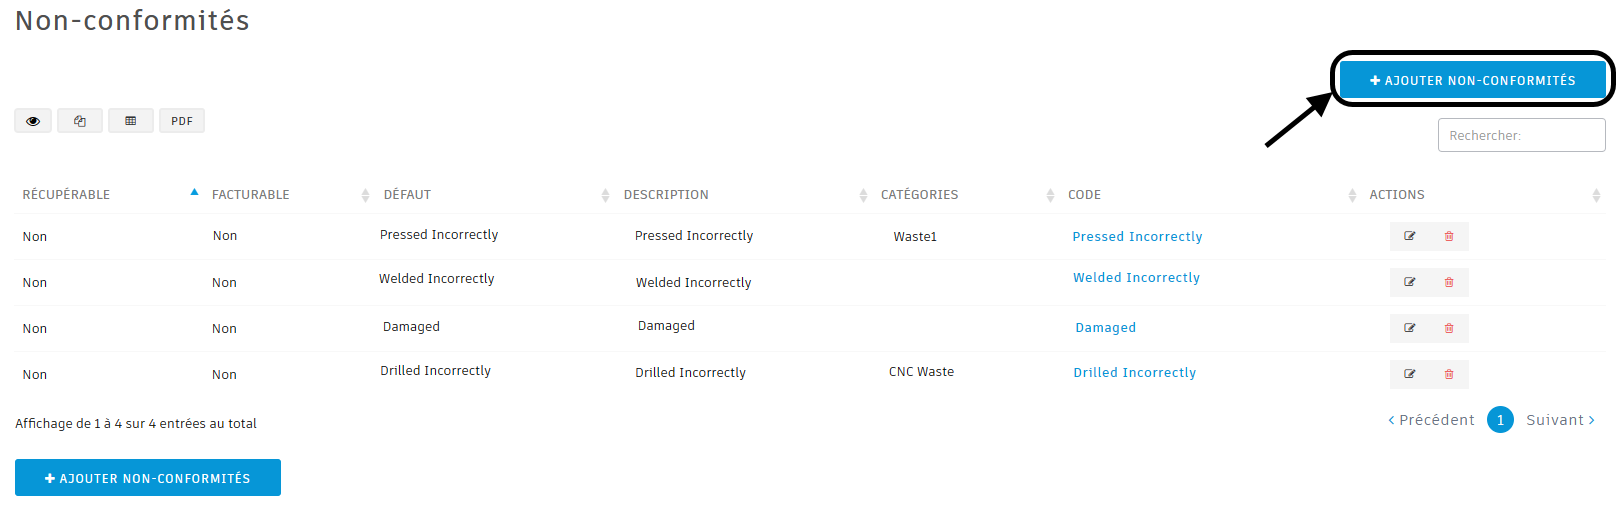 Non-conformités
AJOUTER NON-CONFORMITÉS
PDF
Rechercher:
RÉCUPÉRABLE FACTURABLE DÉFAUT DESCRIPTION CATÉGORIES CODE ACTIONS
Non Non Pressed Incorrectly Pressed Incorrectly Waste1 Pressed Incorrectly
Non Non Welded Incorrectly Welded Incorrectly Welded Incorrectly
Non Non Damaged Damaged Damaged
Non Non Drilled Incorrectly Drilled Incorrectly CNC Waste Drilled Incorrectly
Affichage de 1 à 4 sur 4 entrées au total
Précédent 1 Suivant
AJOUTER NON-CONFORMITÉS